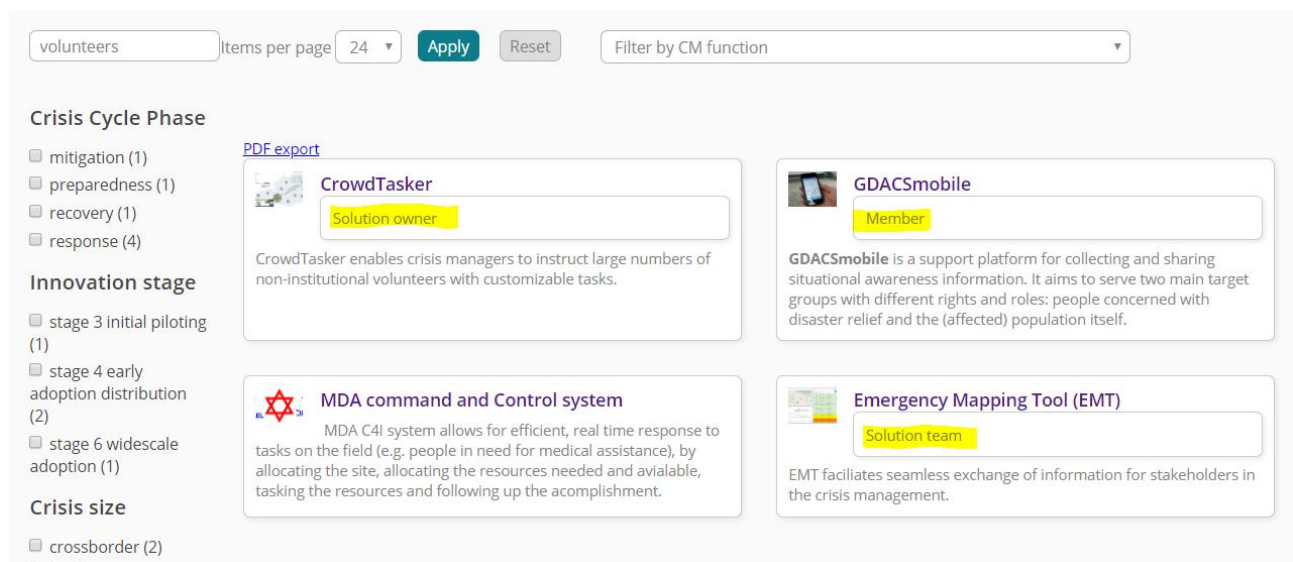 volunteers Items per page 24 Apply Reset Filter by CM function
Crisis Cycle Phase
mitigation (1)
preparedness (1)
recovery (1)
response (4)
Innovation stage
stage 3 initial piloting
(1)
stage 4 early
adoption distribution
(2)
stage 6 widescale
adoption (1)
Crisis size
crossborder (2)
PDF export
CrowdTasker
Solution owner
CrowdTasker enables crisis managers to instruct large numbers of
non-institutional volunteers with customizable tasks.
GDACSmobile
Member
GDACSmobile is a support platform for collecting and sharing
situational awareness information. It aims to serve two main target
groups with different rights and roles: people concerned with
disaster relief and the (affected) population itself.
MDA command and Control system
MDA C4I system allows for efficient, real time response to
tasks on the field (e.g. people in need for medical assistance), by
allocating the site, allocating the resources needed and avialable,
tasking the resources and following up the acomplishment.
Emergency Mapping Tool (EMT)
Solution team
EMT faciliates seamless exchange of information for stakeholders in
the crisis management.